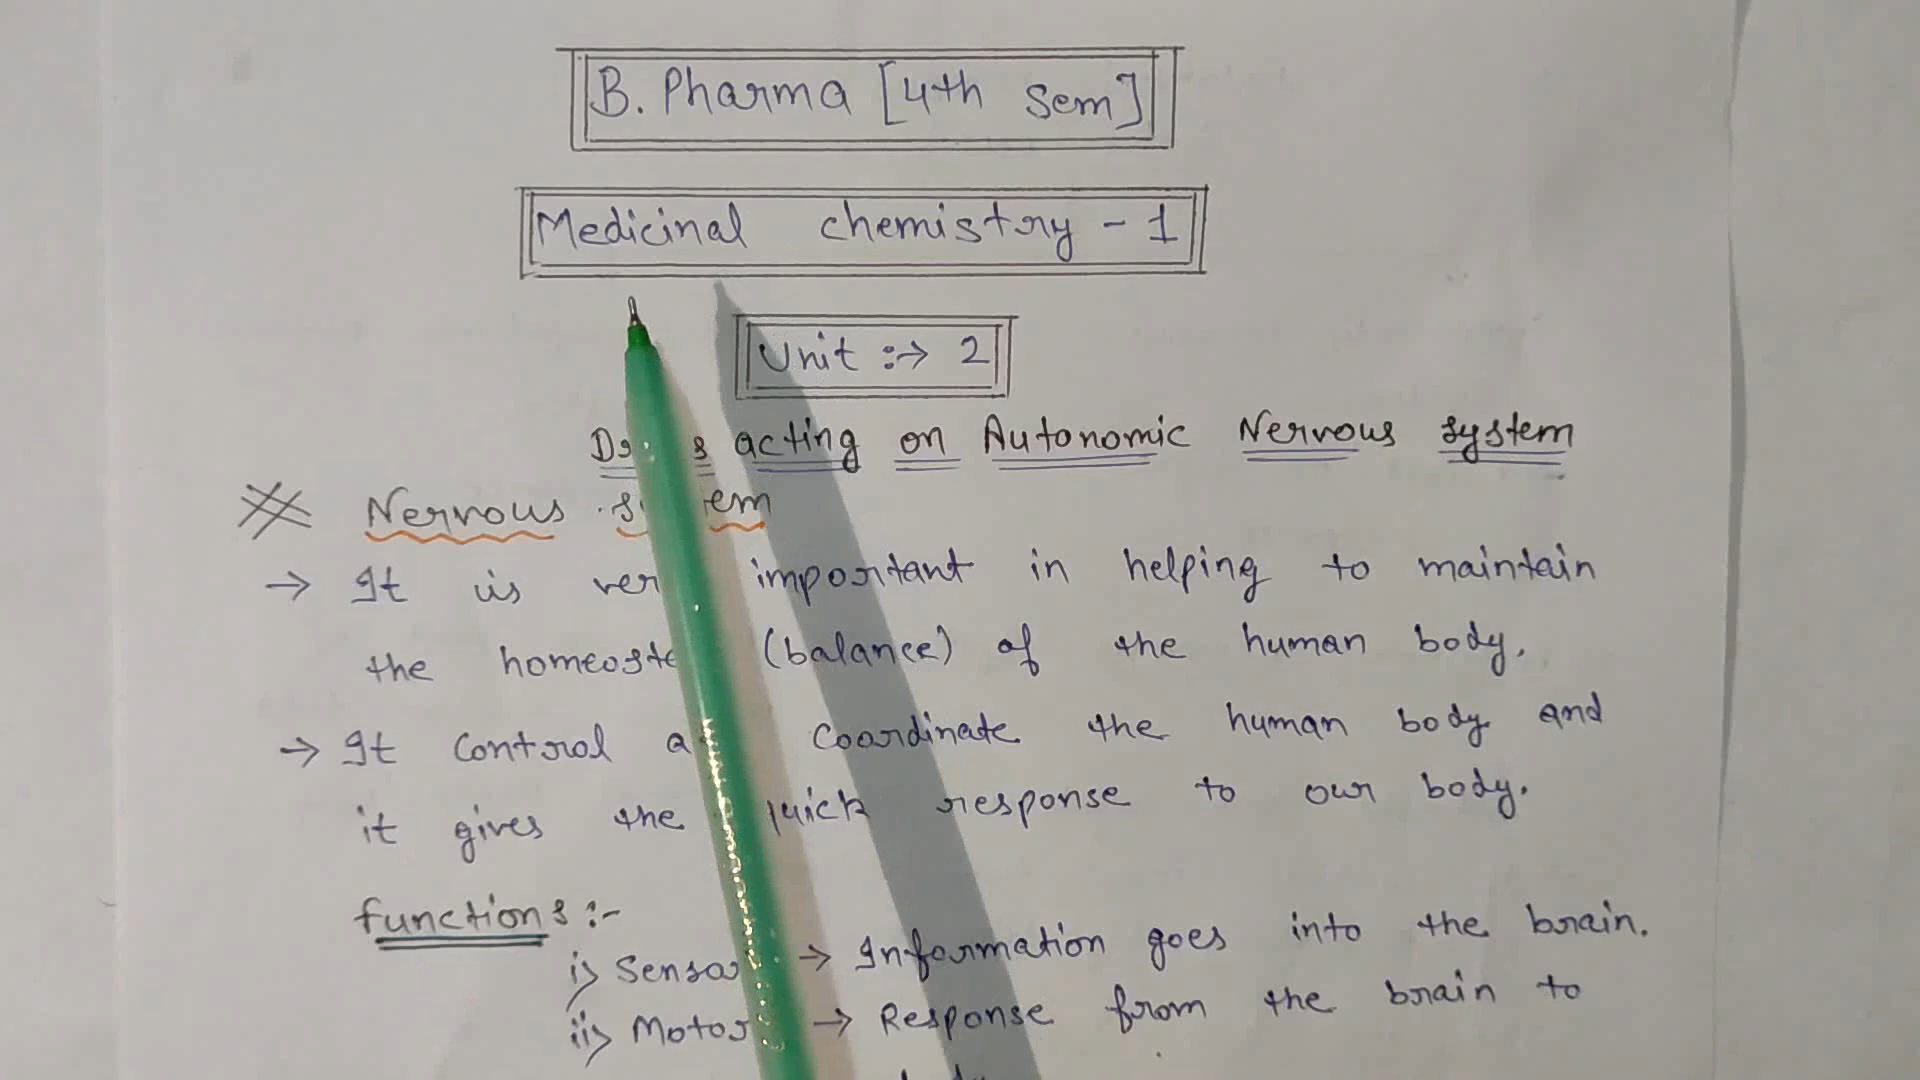 B. Pharma [4th Sem]
Medicinal chemistry - 1
Unit :→ 2
acting on Autonomic Nervous system
Nervous
→ It is important in helping to maintain
the (balance) of the human body.
→ It control coordinate the human body and
it gives the quick response to our body.
functions :-
i) → Information goes into the brain.
ii) Motor → Response from the brain to